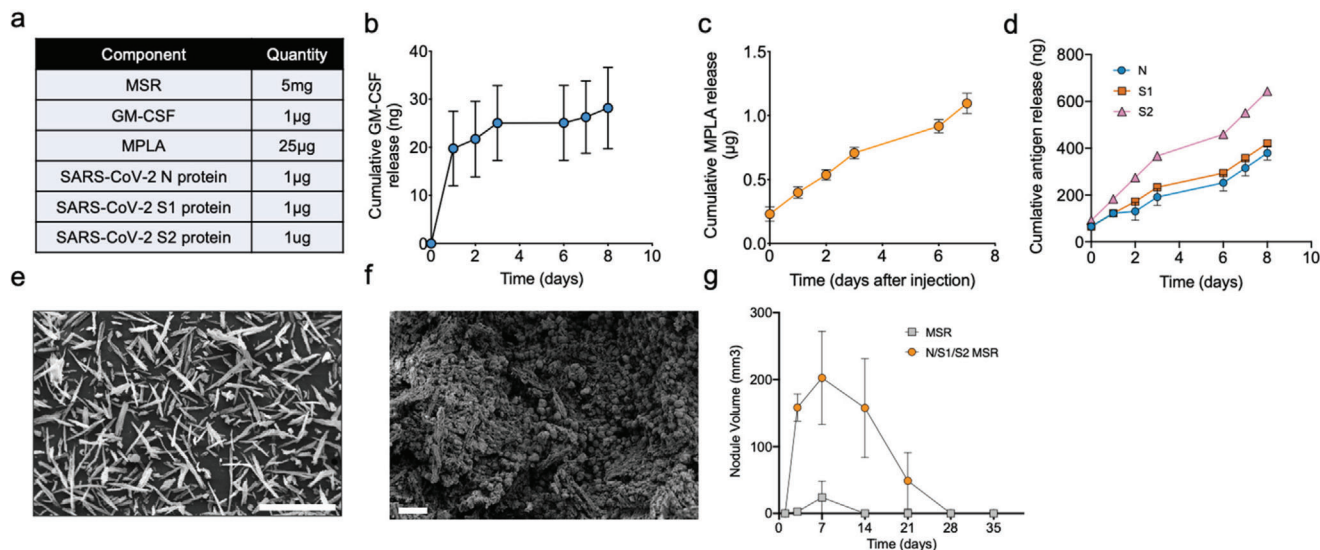 a
Component Quantity
MSR 5mg
GM-CSF 1µg
MPLA 25µg
SARS-CoV-2 N protein 1µg
SARS-CoV-2 S1 protein 1µg
SARS-CoV-2 S2 protein 1ug
b
Cumulative GM-CSF
release (ng)
40
30
20
10
0
0 2 4 6 8 10
Time (days)
c
Cumulative MPLA release
(µg)
1.5
1.0
0.5
0.0
0 2 4 6 8
Time (days after injection)
d
Cumlative antigen release (ng)
800
600
400
200
0
N
S1
S2
0 2 4 6 8 10
Time (days)
e
f
g
Nodule Volume (mm3)
300
200
100
0
MSR
N/S1/S2 MSR
0 7 14 21 28 35
Time (days)